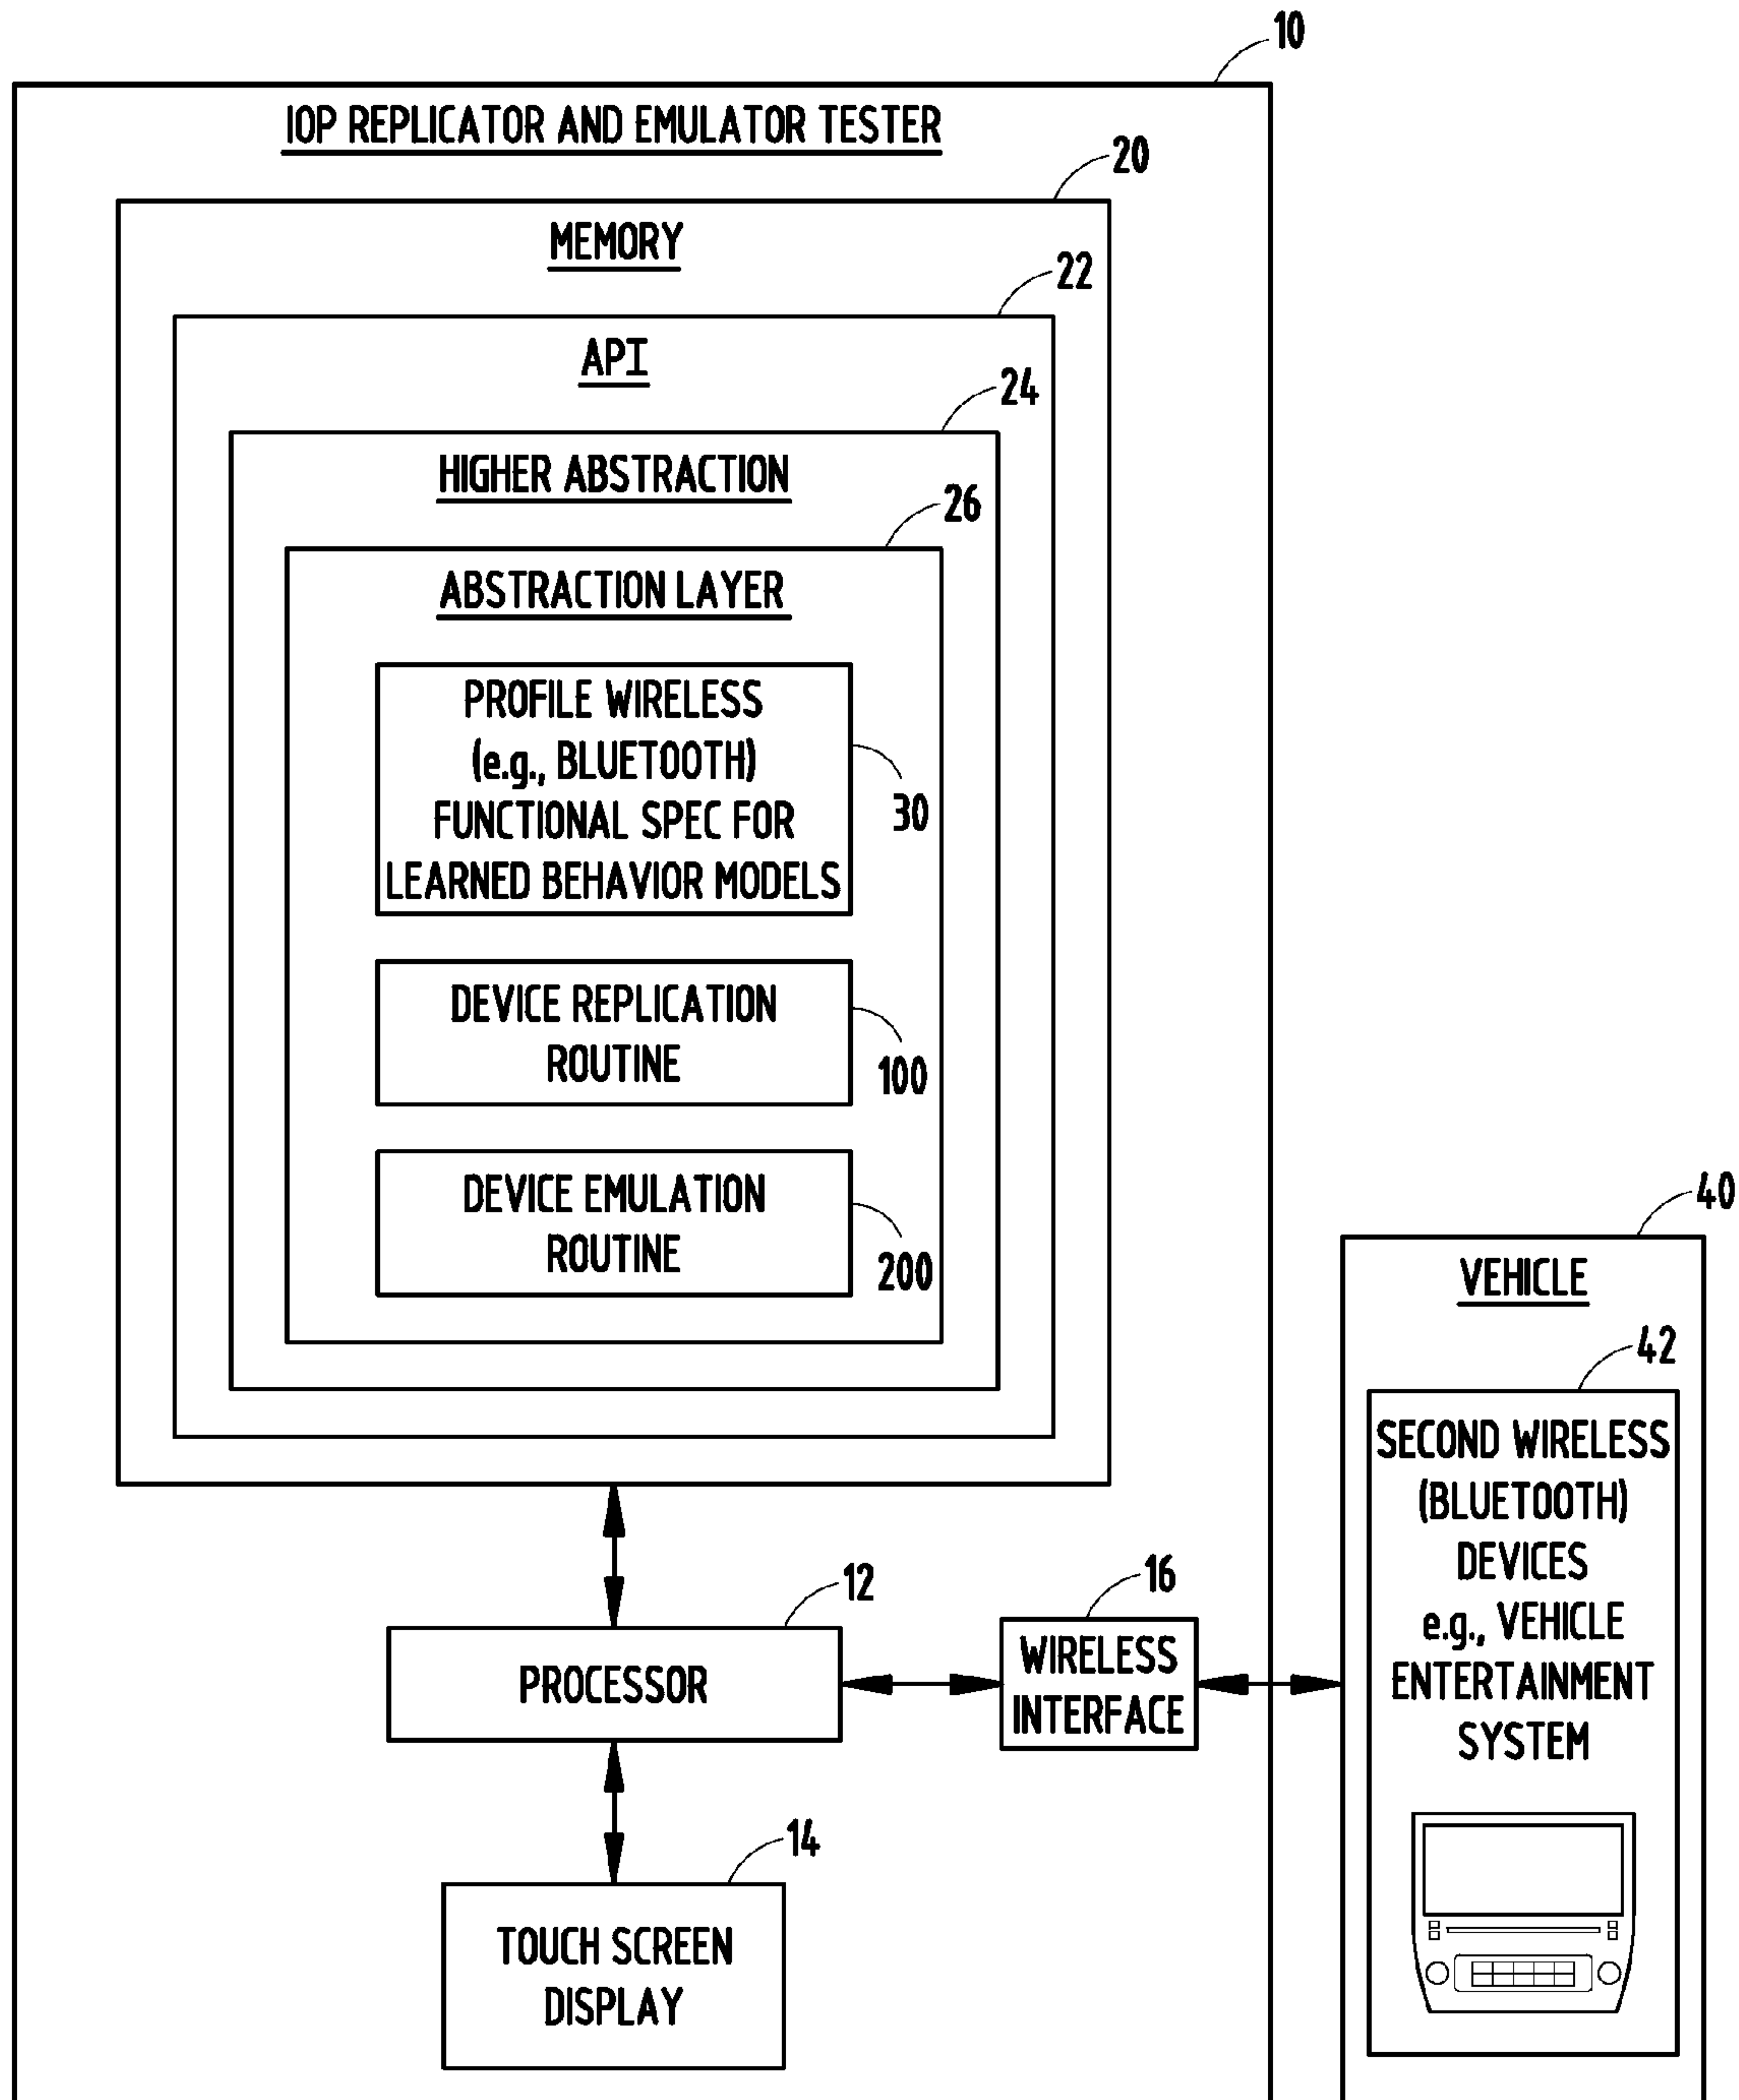 10
IOP REPLICATOR AND EMULATOR TESTER
20
MEMORY
22
API
24
HIGHER ABSTRACTION
26
ABSTRACTION LAYER
PROFILE WIRELESS
(e.g., BLUETOOTH)
FUNCTIONAL SPEC FOR
LEARNED BEHAVIOR MODELS
30
DEVICE REPLICATION
ROUTINE
100
DEVICE EMULATION
ROUTINE
200
40
VEHICLE
42
SECOND WIRELESS
(BLUETOOTH)
DEVICES
e.g., VEHICLE
ENTERTAINMENT
SYSTEM
12
PROCESSOR
16
WIRELESS
INTERFACE
14
TOUCH SCREEN
DISPLAY